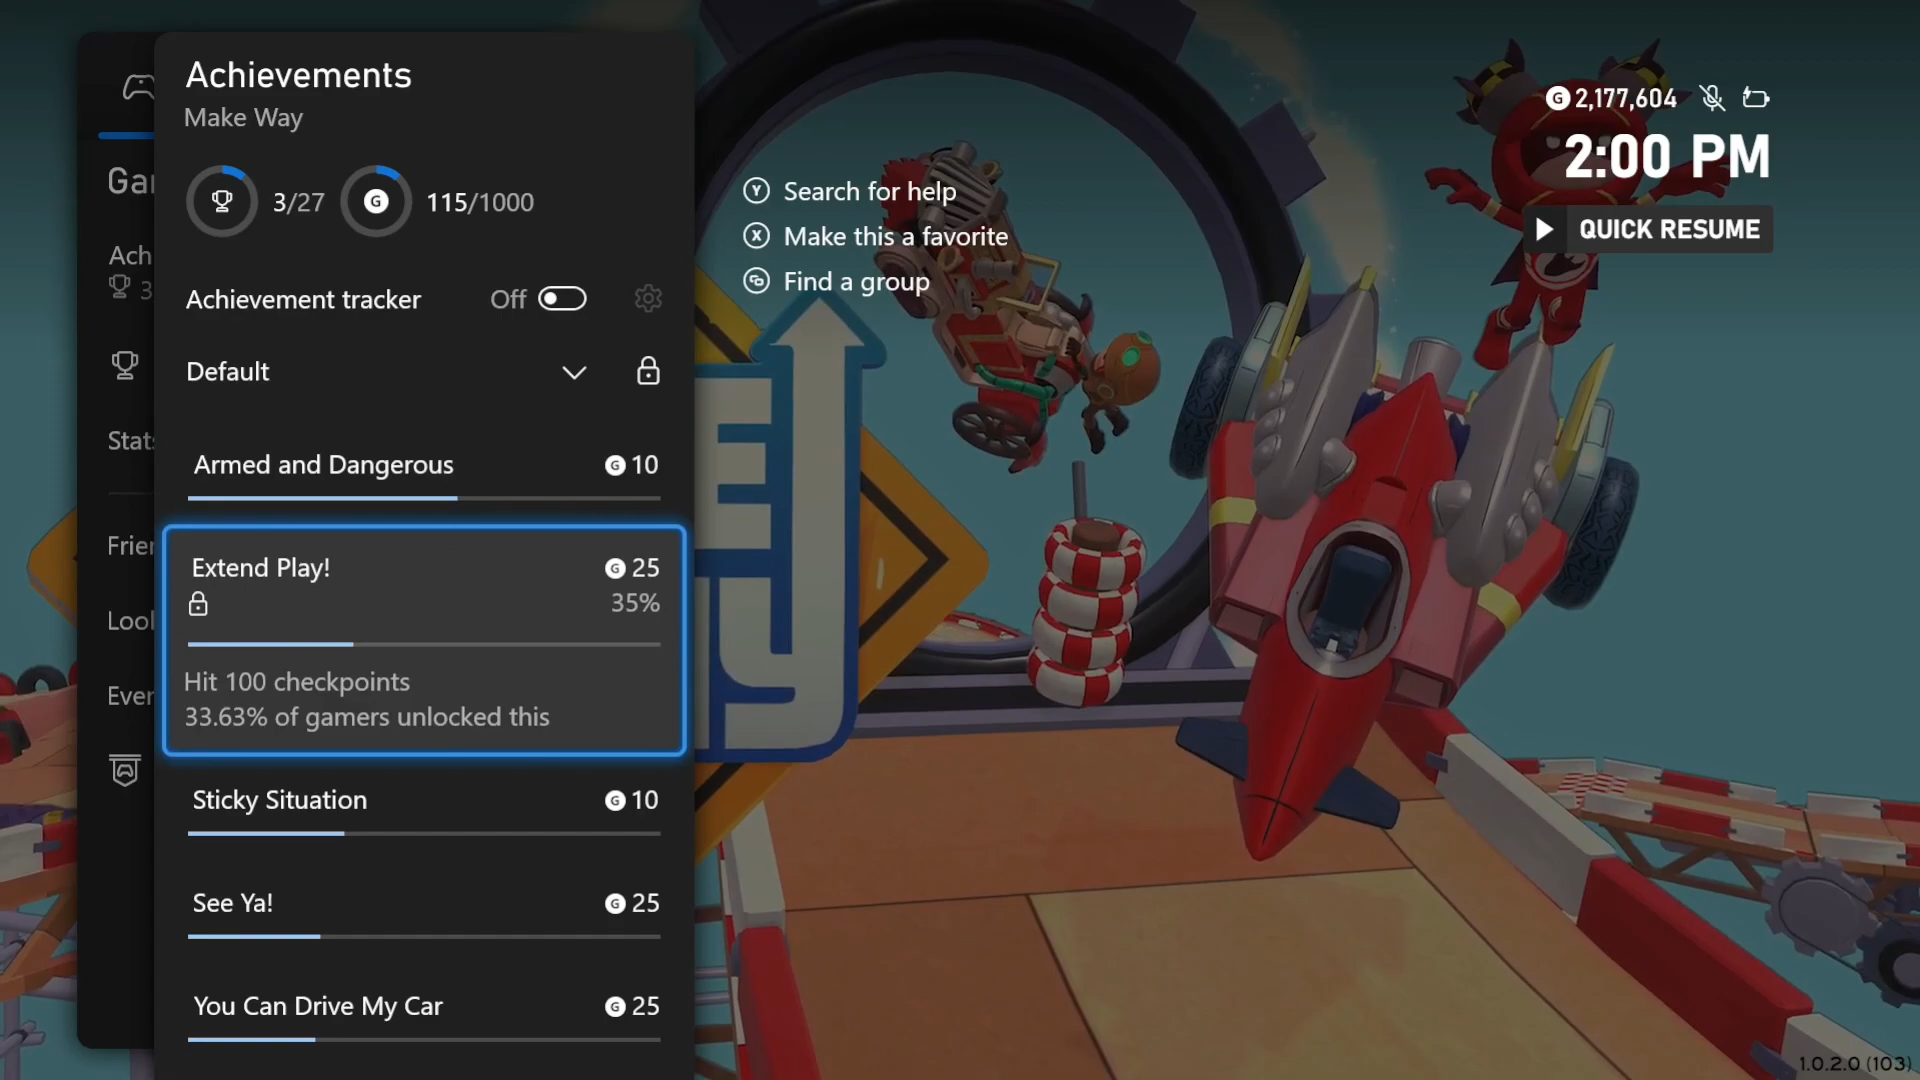 Achievements
Make Way
3/27
G
115/1000
Achievement tracker
Off
Default
Armed and Dangerous
G 10
Extend Play!
G 25
35%
Hit 100 checkpoints
33.63% of gamers unlocked this
Sticky Situation
G 10
See Ya!
G 25
You Can Drive My Car
G 25
Y Search for help
X Make this a favorite
Find a group
G 2,177,604
2:00 PM
QUICK RESUME
Ach
3
Stats
1.0.2.0 (103)